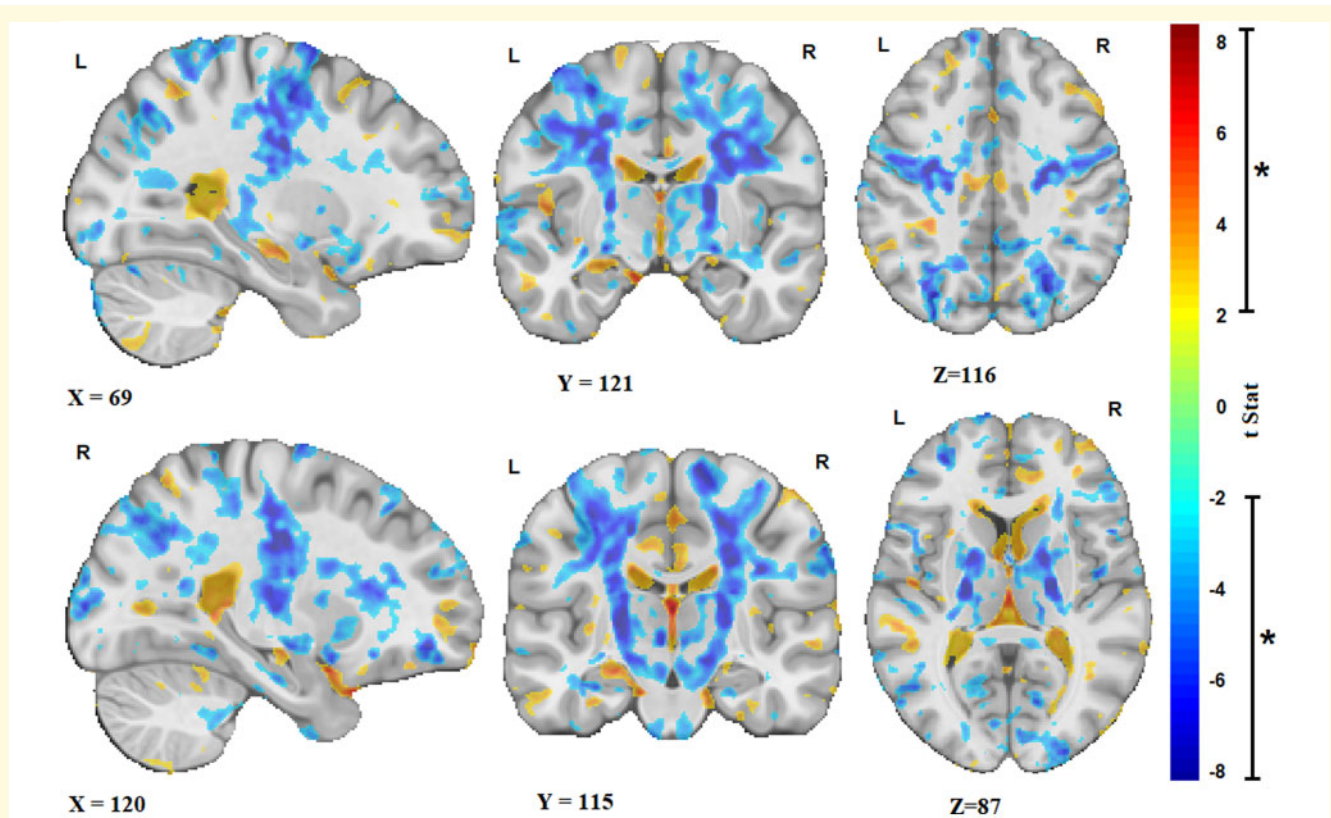 L
L
R
L
R
8
6
4
2
0
-2
-4
-6
-8
*
*
t Stat
X = 69
Y = 121
Z=116
R
L
R
L
R
X = 120
Y = 115
Z=87